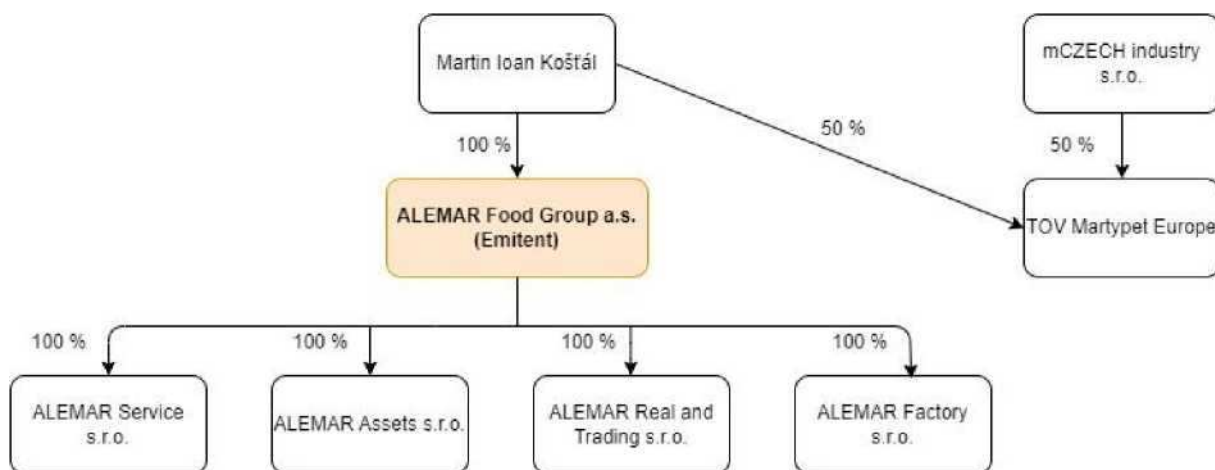 Martin Ioan Košťál
mCZECH industry
s.r.o.
100 %
50 %
50 %
ALEMAR Food Group a.s.
(Emitent)
TOV Martypet Europe
100 %
100 %
100 %
100 %
ALEMAR Service
s.r.o.
ALEMAR Assets s.r.o.
ALEMAR Real and
Trading s.r.o.
ALEMAR Factory
s.r.o.